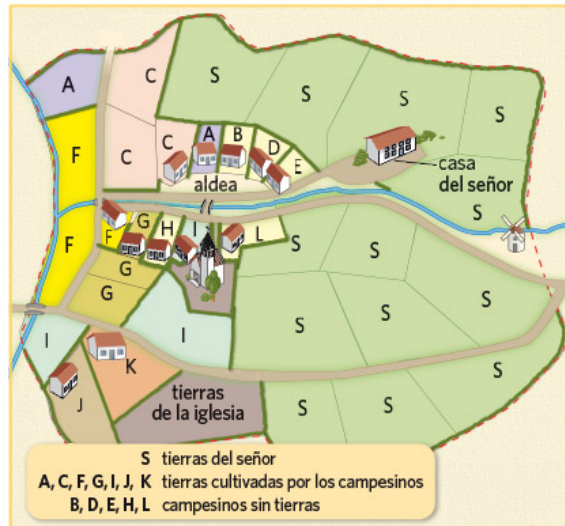 A
C
S
S
S
S
F
C
C
A
B
D
E
aldea
casa
del señor
S
F
F
G
H
I
L
G
S
S
S
G
S
S
S
I
I
K
J
tierras
de la iglesia
S
S
S
S
S tierras del señor
A, C, F, G, I, J, K tierras cultivadas por los campesinos
B, D, E, H, L campesinos sin tierras